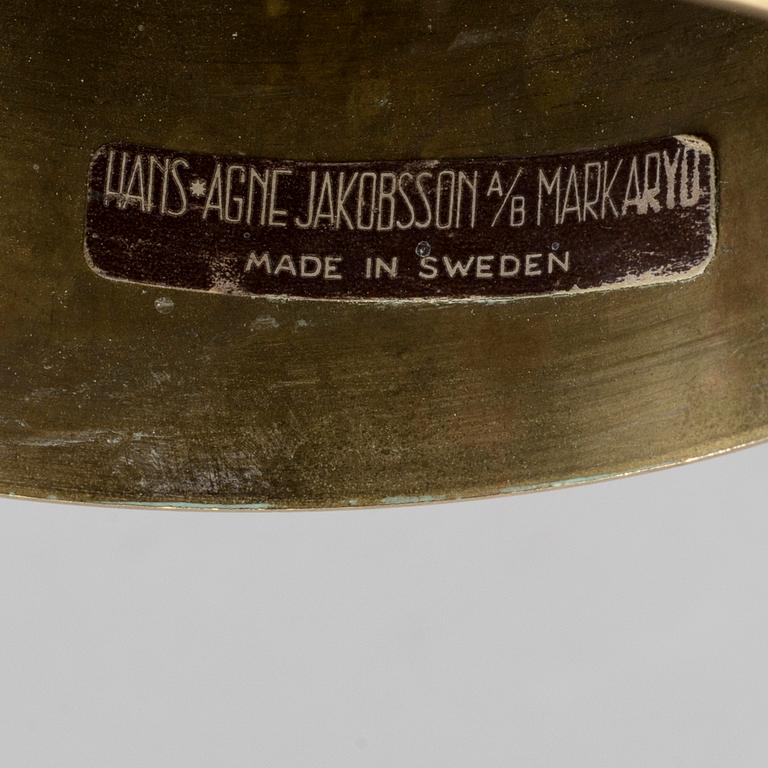 HANS*AGNE JAKOBSSON A/B MARKARYD
MADE IN SWEDEN